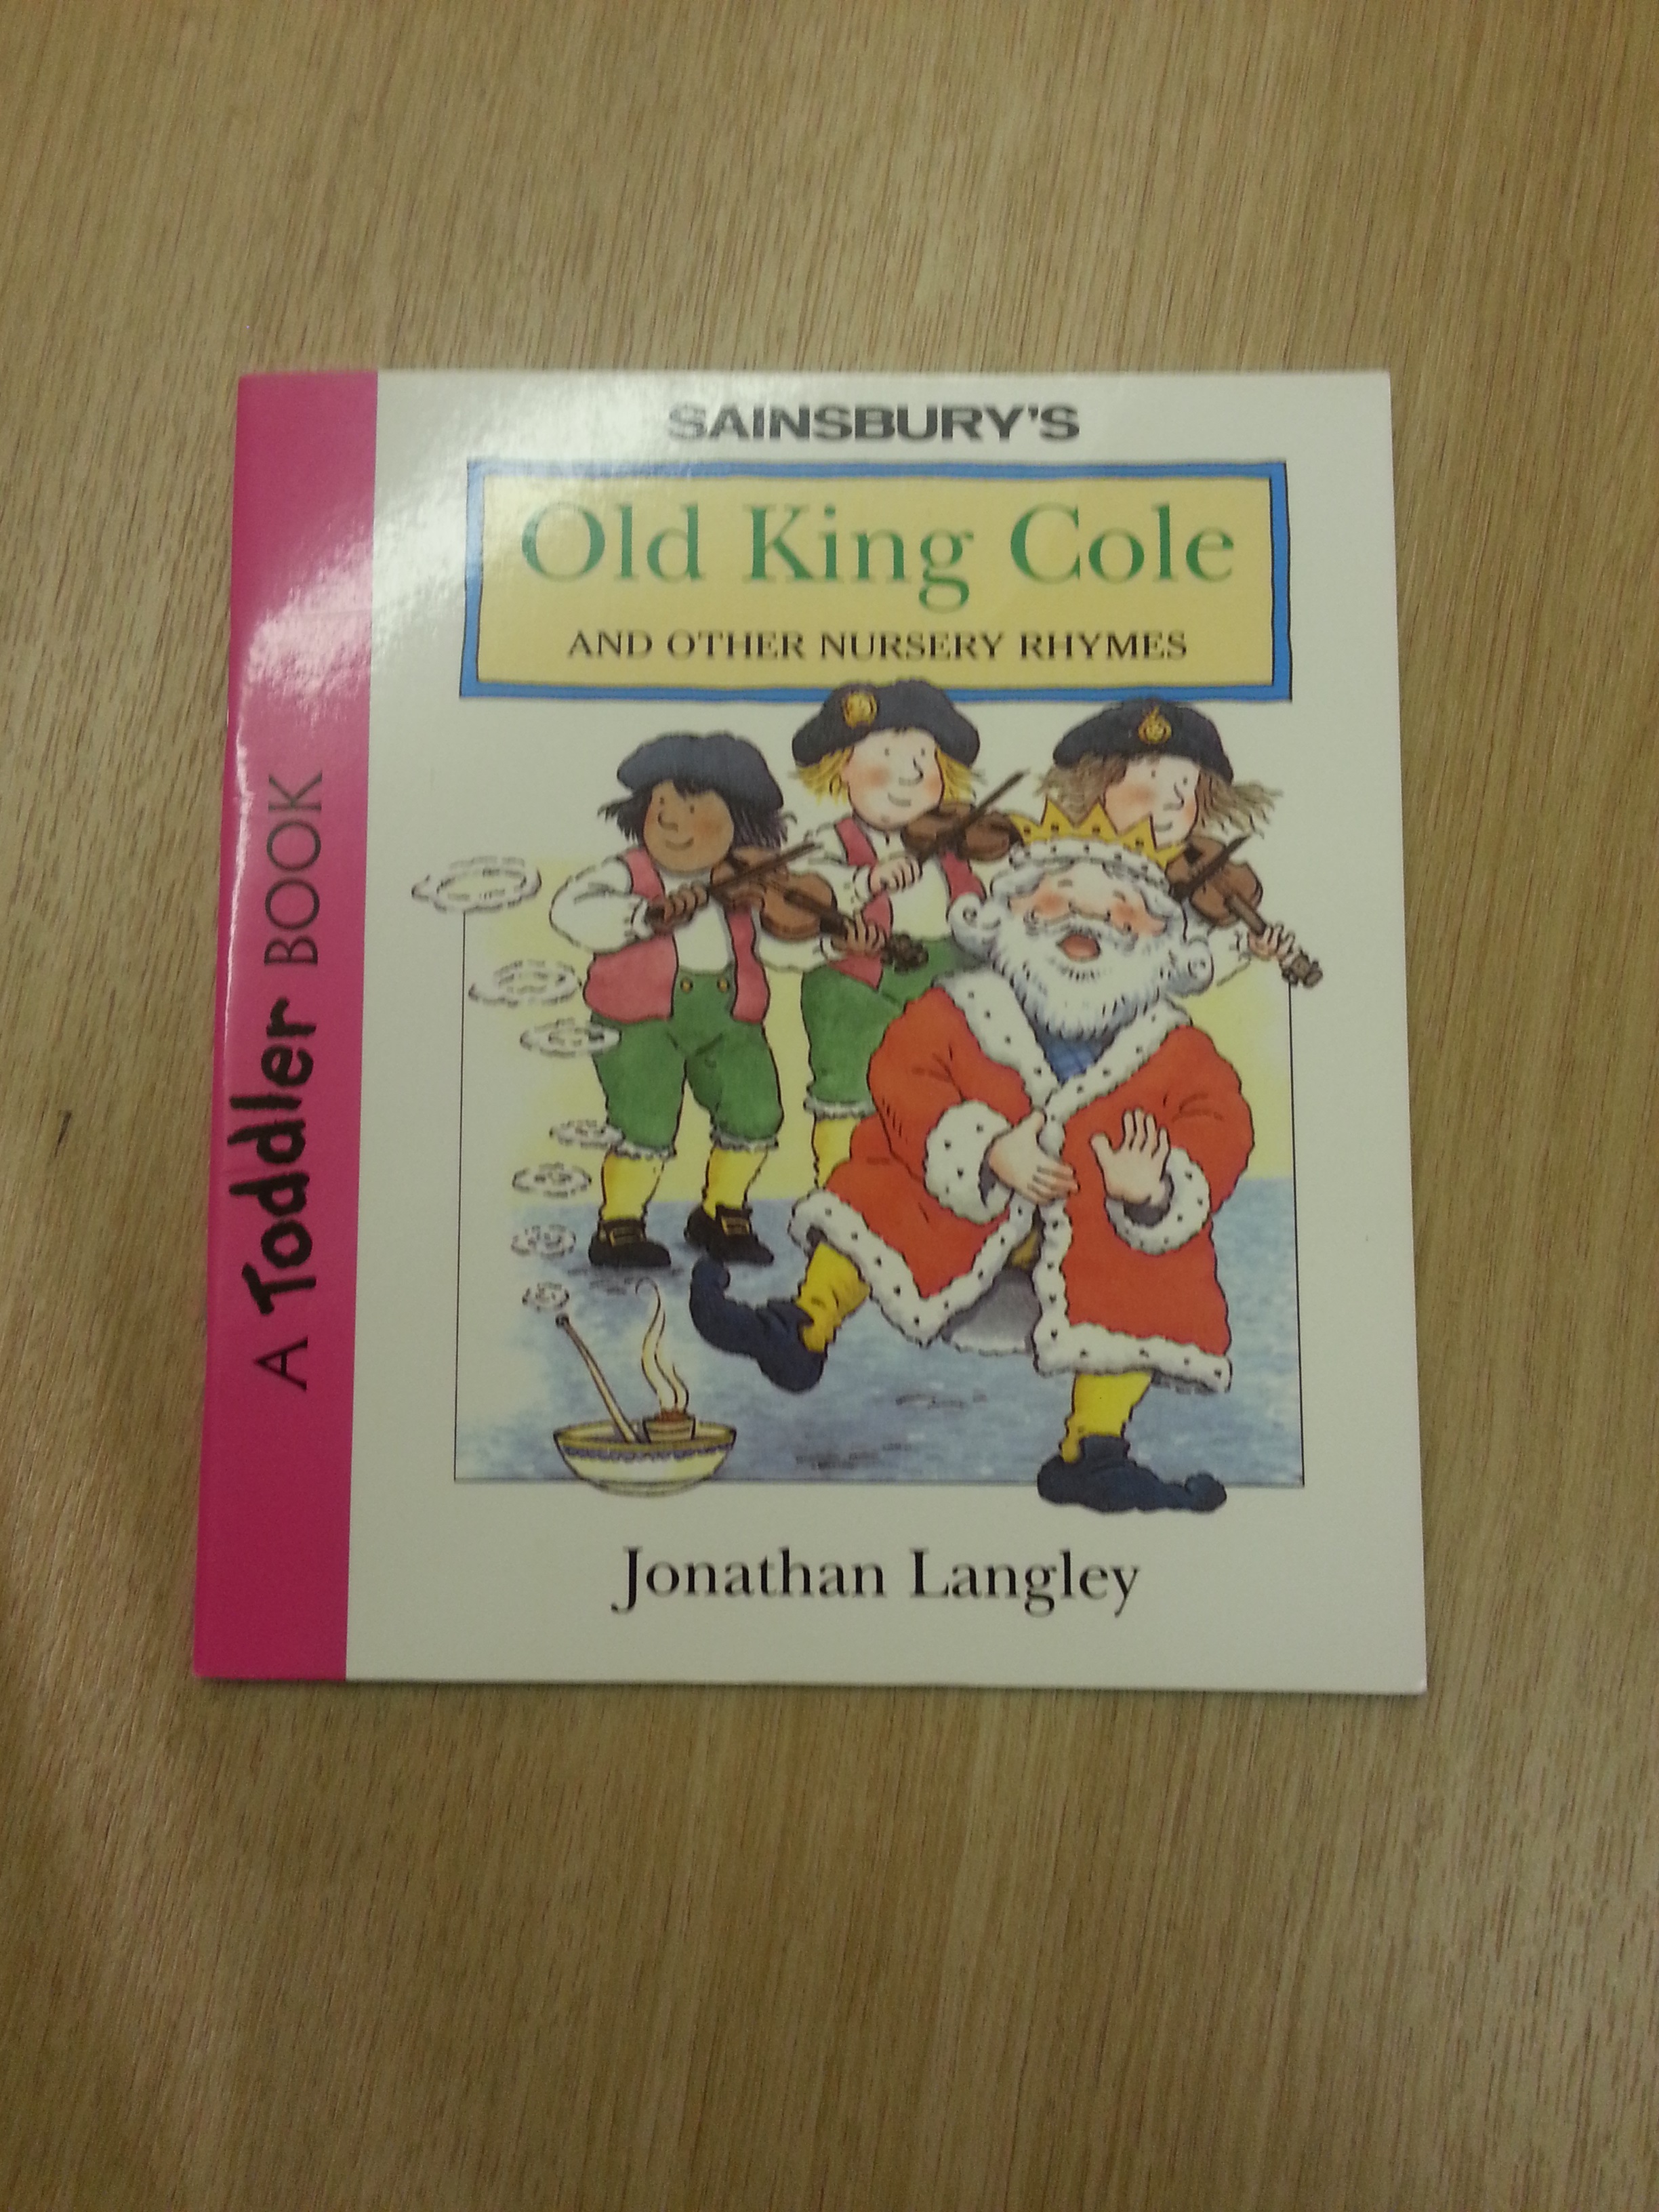 SAINSBURY'S
Old King Cole
AND OTHER NURSERY RHYMES
A Toddler BOOK
Jonathan Langley